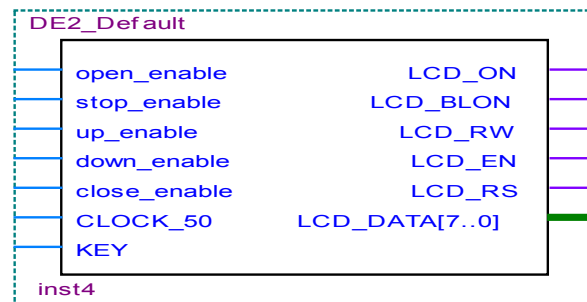 DE2_Default
open_enable LCD_ON
stop_enable LCD_BLON
up_enable LCD_RW
down_enable LCD_EN
close_enable LCD_RS
CLOCK_50 LCD_DATA[7..0]
KEY
inst4